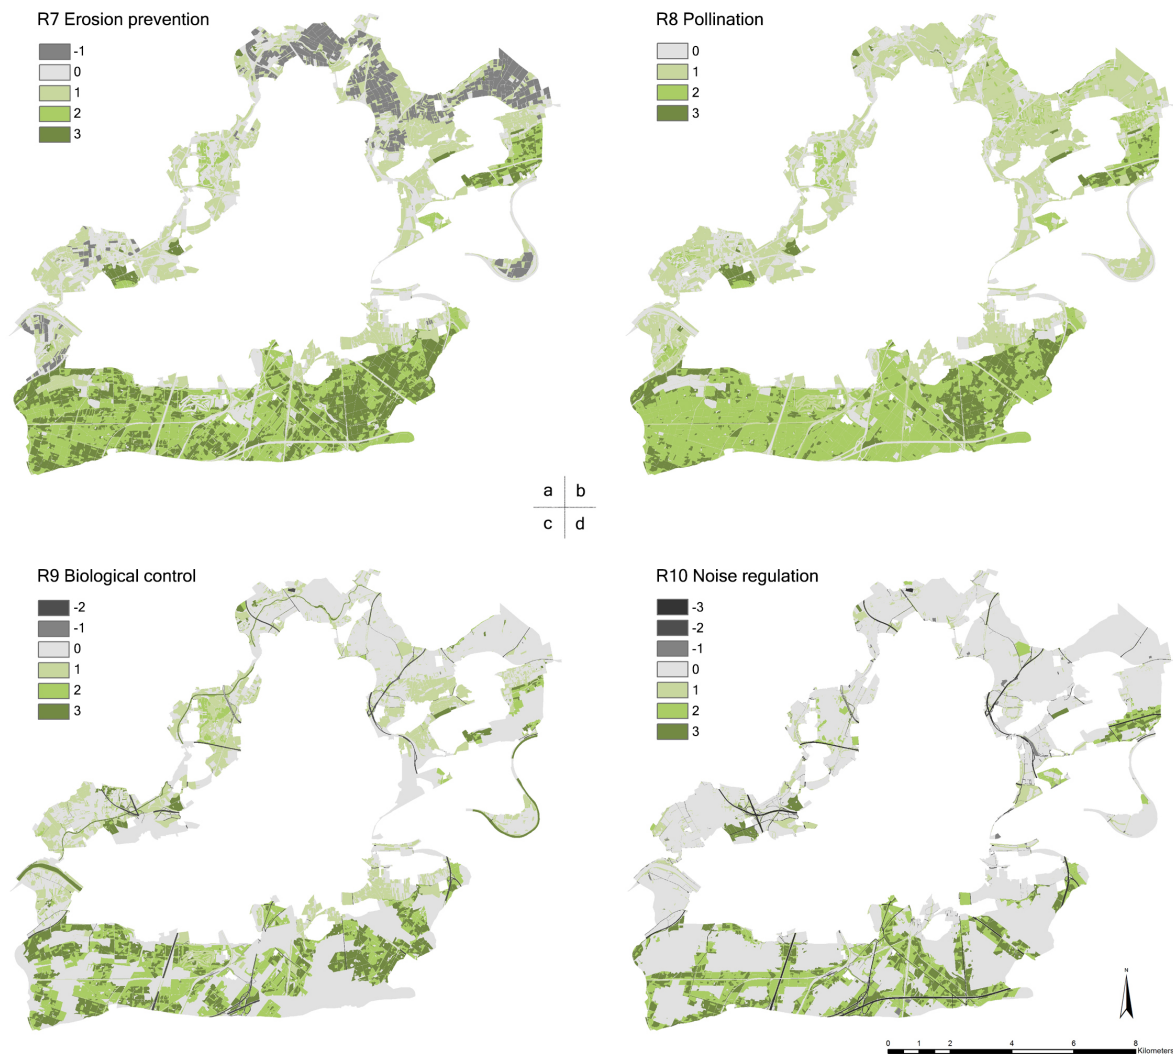 R7 Erosion prevention
-1
0
1
2
3
R8 Pollination
0
1
2
3
a b
c d
R9 Biological control
-2
-1
0
1
2
3
R10 Noise regulation
-3
-2
-1
0
1
2
3
N
0 1 2 4 6 8
Kilometers